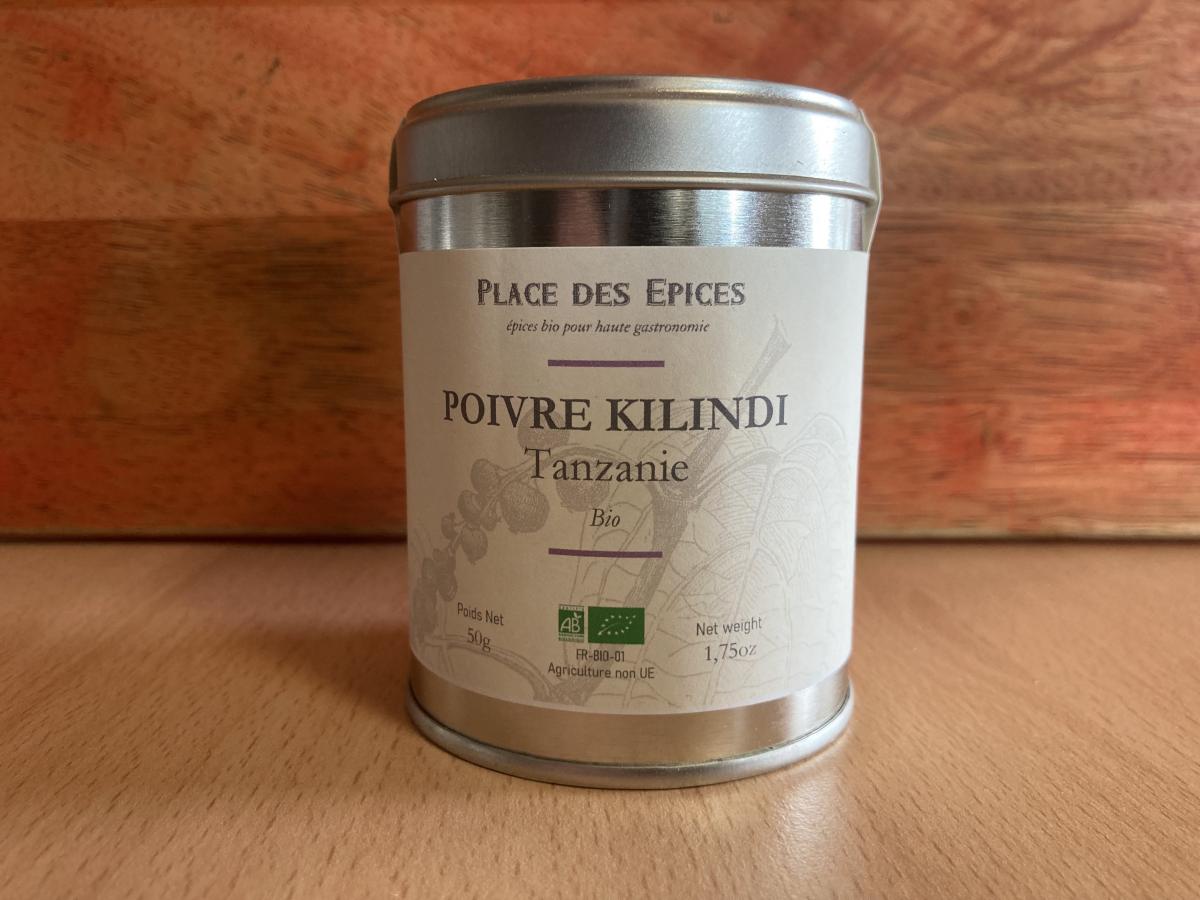 PLACE DES EPICES
épices bio pour haute gastronomie
POIVRE KILINDI
Tanzanie
Bio
Poids Net
50g
AB
FR-BIO-01
Agriculture non UE
Net weight
1,75oz